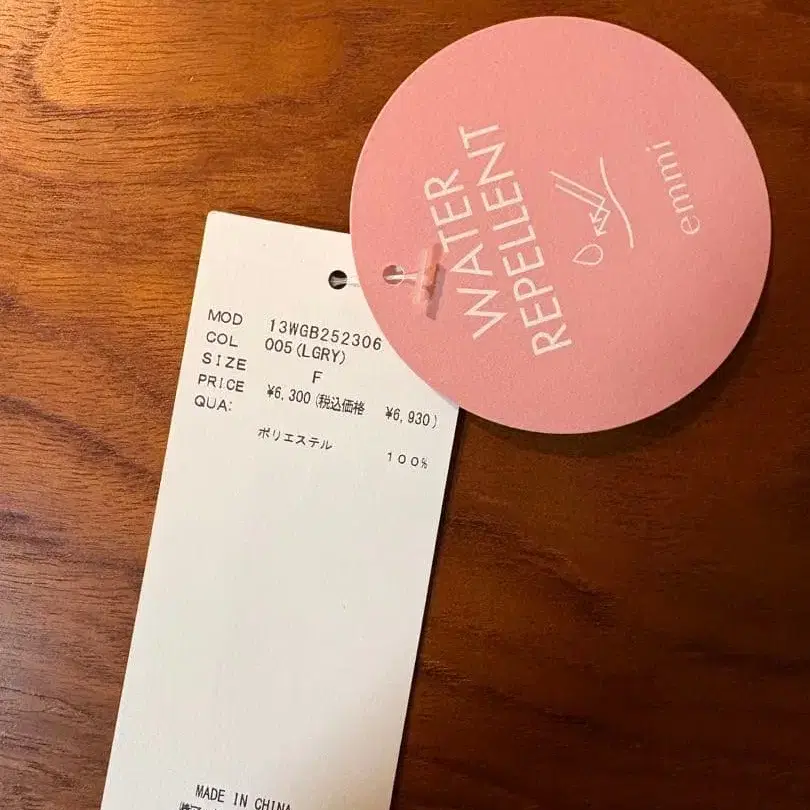 WATER
REPELLENT
emmi
MOD 13WGB252306
COL 005(LGRY)
SIZE F
PRICE ¥6,300(税込価格 ¥6,930)
QUA:
ポリエステル 100%
MADE IN CHINA